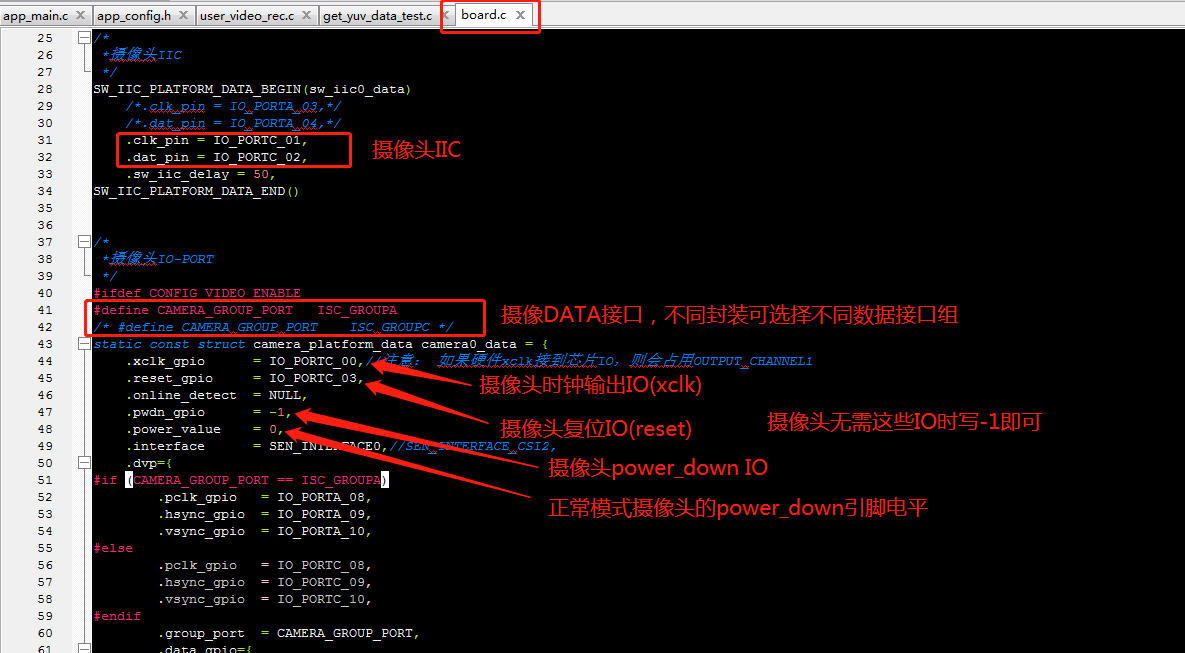 app_main.c app_config.h user_video_rec.c get_yuv_data_test.c board.c
25 /*
26 *摄像头IIC
27 */
28 SW_IIC_PLATFORM_DATA_BEGIN(sw_iic0_data)
29 /*.clk_pin = IO_PORTA_03,*/
30 /*.dat_pin = IO_PORTA_04,*/
31 .clk_pin = IO_PORTC_01,
32 .dat_pin = IO_PORTC_02,
摄像头IIC
33 .sw_iic_delay = 50,
34 SW_IIC_PLATFORM_DATA_END()
35
36
37 /*
38 *摄像头IO-PORT
39 */
40 #ifdef CONFIG_VIDEO_ENABLE
41 #define CAMERA_GROUP_PORT ISC_GROUPA
42 /* #define CAMERA_GROUP_PORT ISC_GROUPC */
摄像DATA接口，不同封装可选择不同数据接口组
43 static const struct camera_platform_data camera0_data = {
44 .xclk_gpio = IO_PORTC_00,//注意： 如果硬件xclk接到芯片IO，则会占用OUTPUT_CHANNEL1
45 .reset_gpio = IO_PORTC_03,
摄像头时钟输出IO(xclk)
46 .online_detect = NULL,
47 .pwdn_gpio = -1,
摄像头无需这些IO时写-1即可
48 .power_value = 0,
摄像头复位IO(reset)
49 .interface = SEN_INTERFACE0,//SEN_INTERFACE_CSI2,
50 .dvp={
摄像头power_down IO
51 #if (CAMERA_GROUP_PORT == ISC_GROUPA)
52 .pclk_gpio = IO_PORTA_08,
53 .hsync_gpio = IO_PORTA_09,
正常模式摄像头的power_down引脚电平
54 .vsync_gpio = IO_PORTA_10,
55 #else
56 .pclk_gpio = IO_PORTC_08,
57 .hsync_gpio = IO_PORTC_09,
58 .vsync_gpio = IO_PORTC_10,
59 #endif
60 .group_port = CAMERA_GROUP_PORT,
61 .data_gpio={